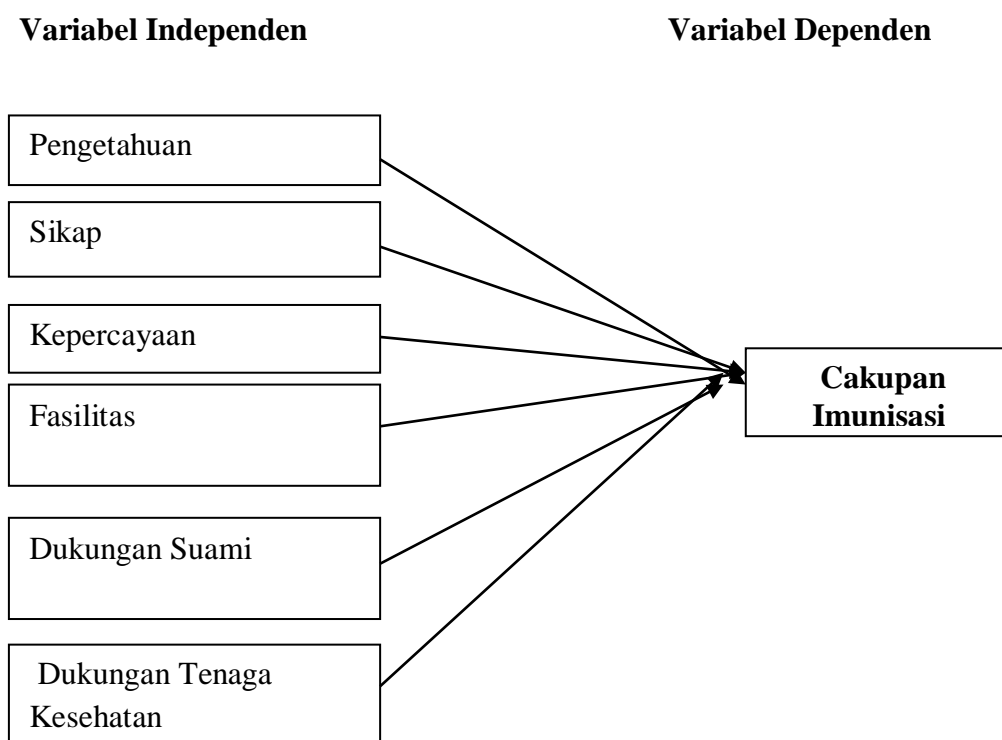 Variabel Independen
Variabel Dependen
Pengetahuan
Sikap
Kepercayaan
Fasilitas
Dukungan Suami
Dukungan Tenaga
Kesehatan
Cakupan
Imunisasi